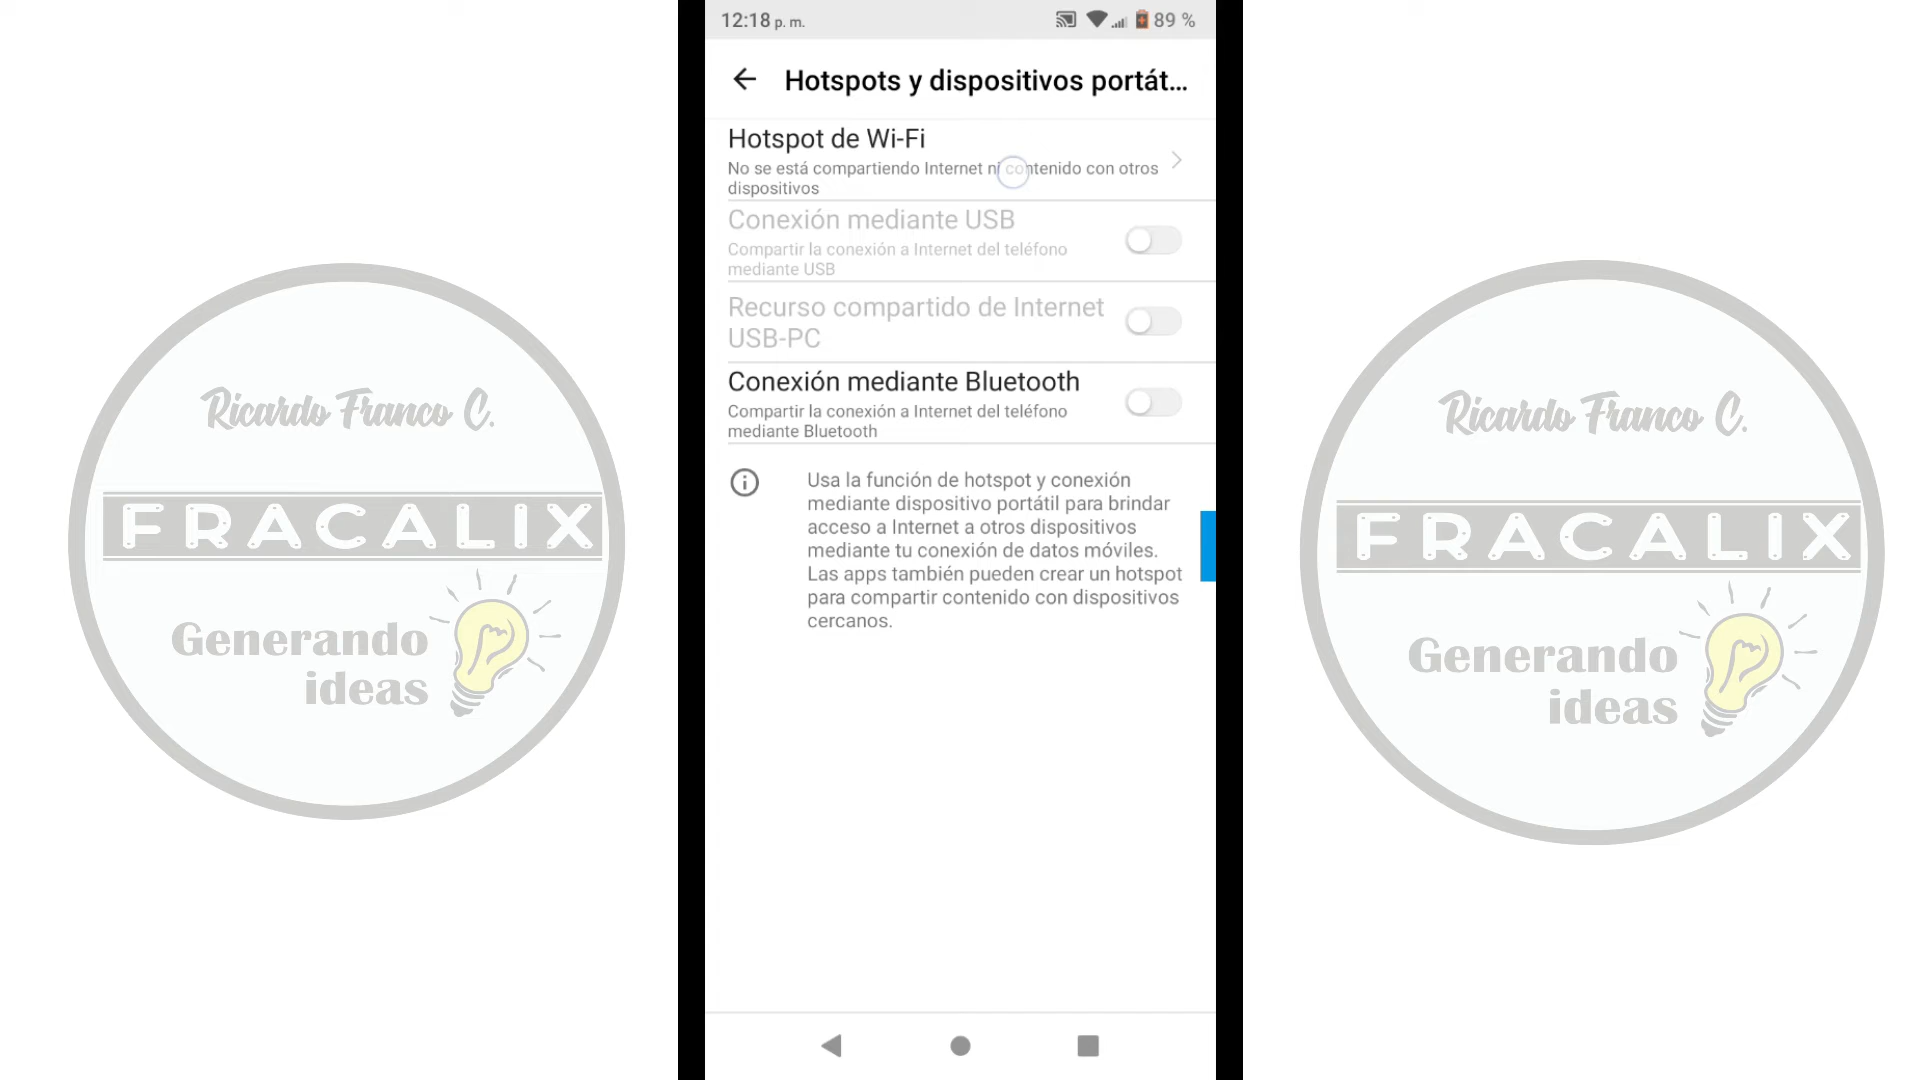 12:18 p. m.
89 %
Hotspots y dispositivos portát...
Hotspot de Wi-Fi
No se está compartiendo Internet ni contenido con otros
dispositivos
Conexión mediante USB
Compartir la conexión a Internet del teléfono
mediante USB
Recurso compartido de Internet
USB-PC
Conexión mediante Bluetooth
Compartir la conexión a Internet del teléfono
mediante Bluetooth
Usa la función de hotspot y conexión
mediante dispositivo portátil para brindar
acceso a Internet a otros dispositivos
mediante tu conexión de datos móviles.
Las apps también pueden crear un hotspot
para compartir contenido con dispositivos
cercanos.
Ricardo Franco C.
FRACALIX
Generando
ideas
Ricardo Franco C.
FRACALIX
Generando
ideas